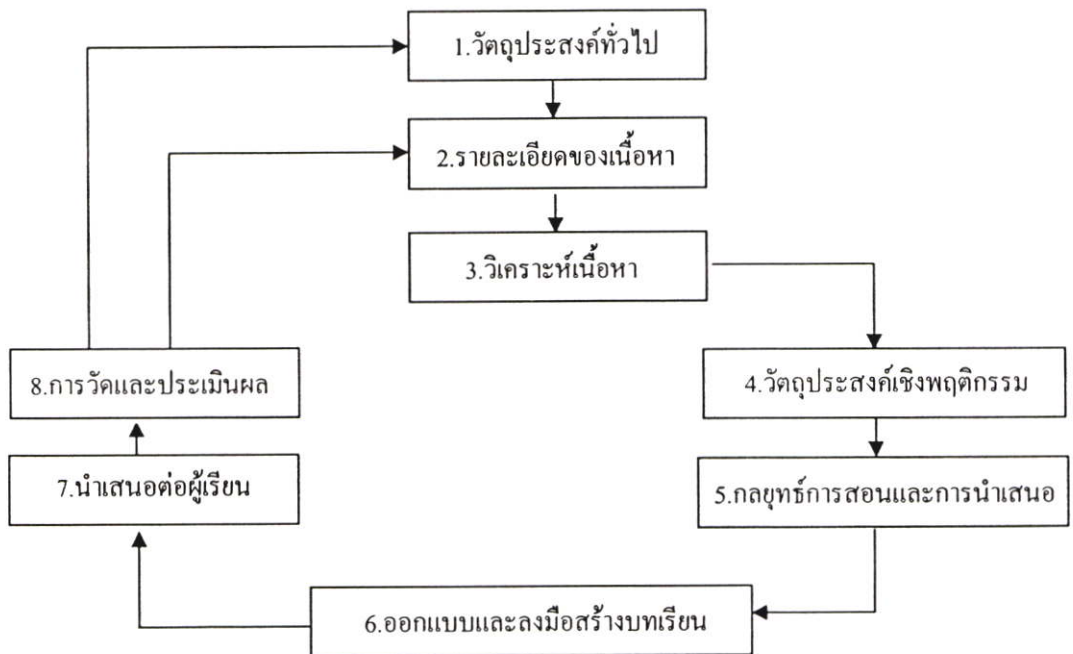 1.วัตถุประสงค์ทั่วไป
2.รายละเอียดของเนื้อหา
3.วิเคราะห์เนื้อหา
4.วัตถุประสงค์เชิงพฤติกรรม
5.กลยุทธ์การสอนและการนำเสนอ
6.ออกแบบและลงมือสร้างบทเรียน
7.นำเสนอต่อผู้เรียน
8.การวัดและประเมินผล